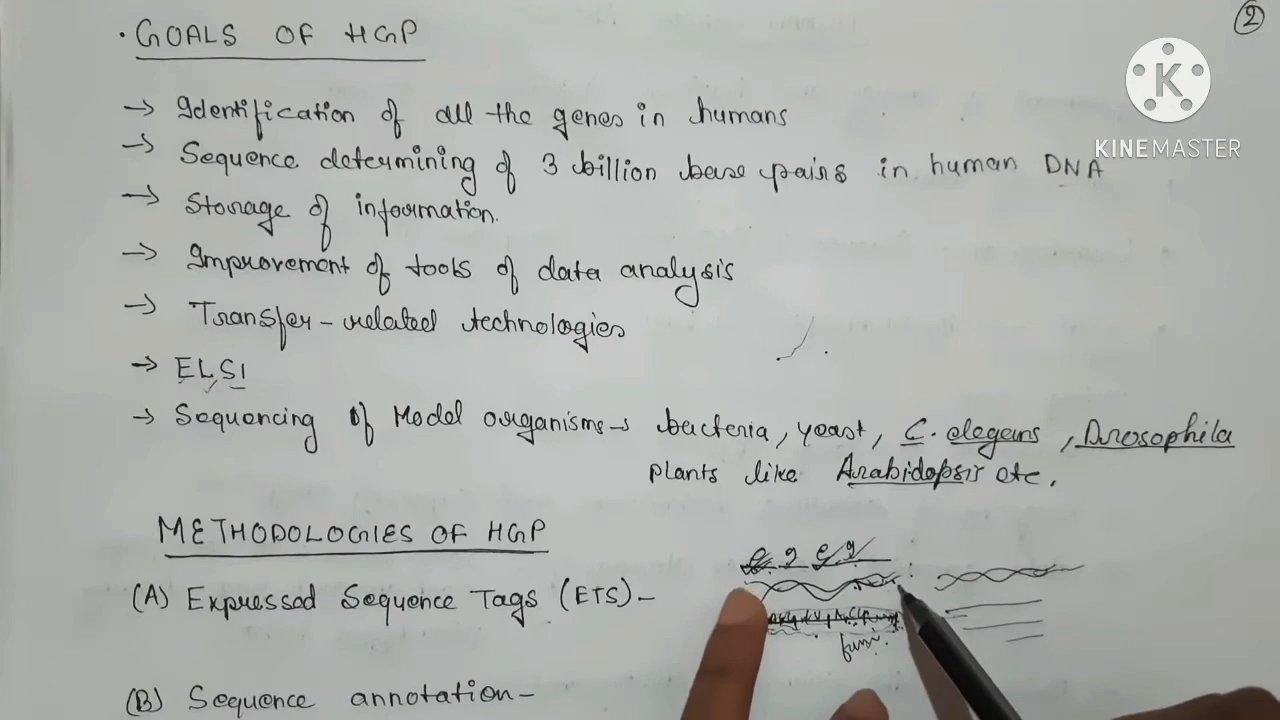 2
· GOALS OF HGP
K
KINEMASTER
→ Identification of all the genes in humans
→ Sequence determining of 3 billion base pairs in human DNA
→ Storage of information.
→ Improvement of tools of data analysis
→ Transfer-related technologies
→ ELSI
→ Sequencing of Model organisms→ bacteria, yeast, C. elegans, Drosophila
plants like Arabidopsis etc.
METHODOLOGIES OF HGP
(A) Expressed Sequence Tags (ETS)-
(B) Sequence annotation-